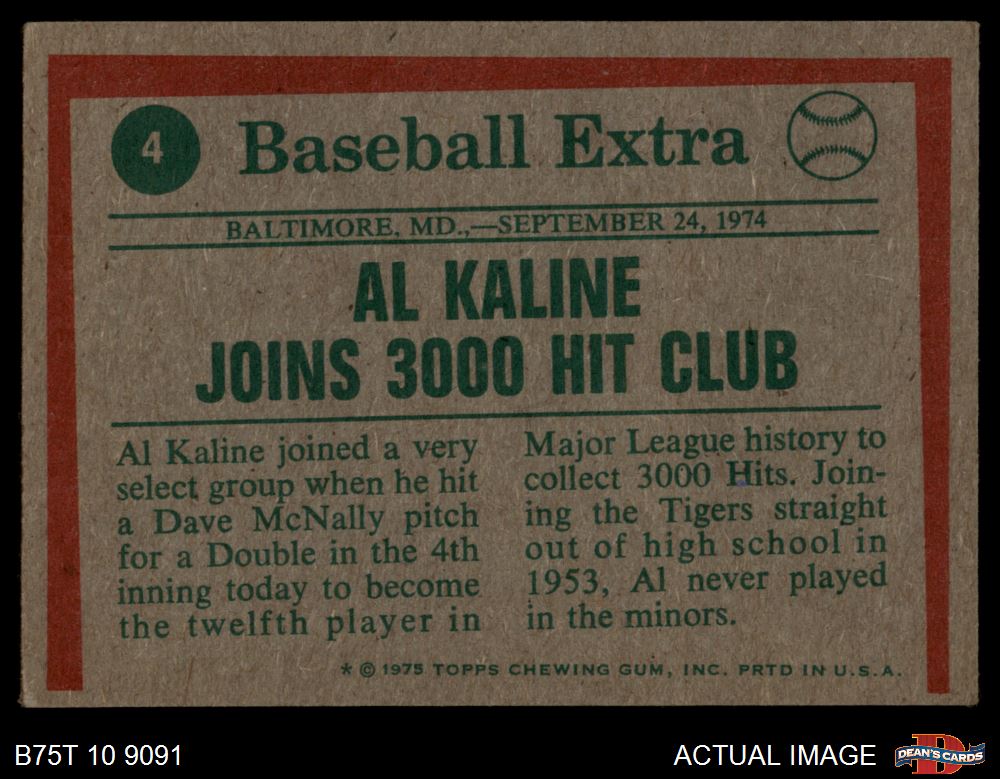 4
Baseball Extra
BALTIMORE, MD.,—SEPTEMBER 24, 1974
AL KALINE
JOINS 3000 HIT CLUB
Al Kaline joined a very
select group when he hit
a Dave McNally pitch
for a Double in the 4th
inning today to become
the twelfth player in
Major League history to
collect 3000 Hits. Join-
ing the Tigers straight
out of high school in
1953, Al never played
in the minors.
* © 1975 TOPPS CHEWING GUM, INC. PRTD IN U.S.A.
B75T 10 9091
ACTUAL IMAGE
D
DEAN'S CARDS